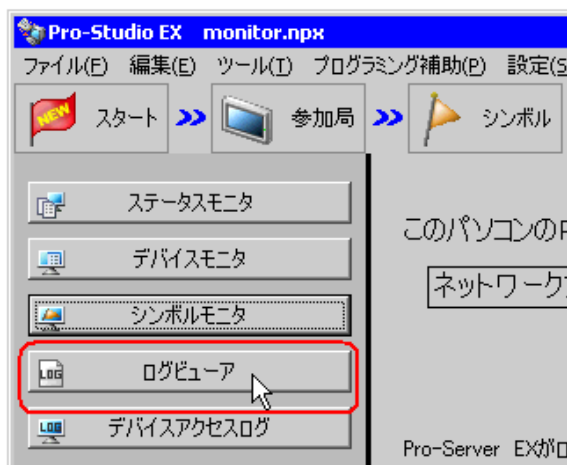 Pro-Studio EX monitor.npx
ファイル(F) 編集(E) ツール(T) プログラミング補助(P) 設定(S
NEW スタート 参加局 シンボル
ステータスモニタ
このパソコンのP
デバイスモニタ
ネットワークプ
シンボルモニタ
LOG ログビューア
LOG デバイスアクセスログ
Pro-Server EXがロ